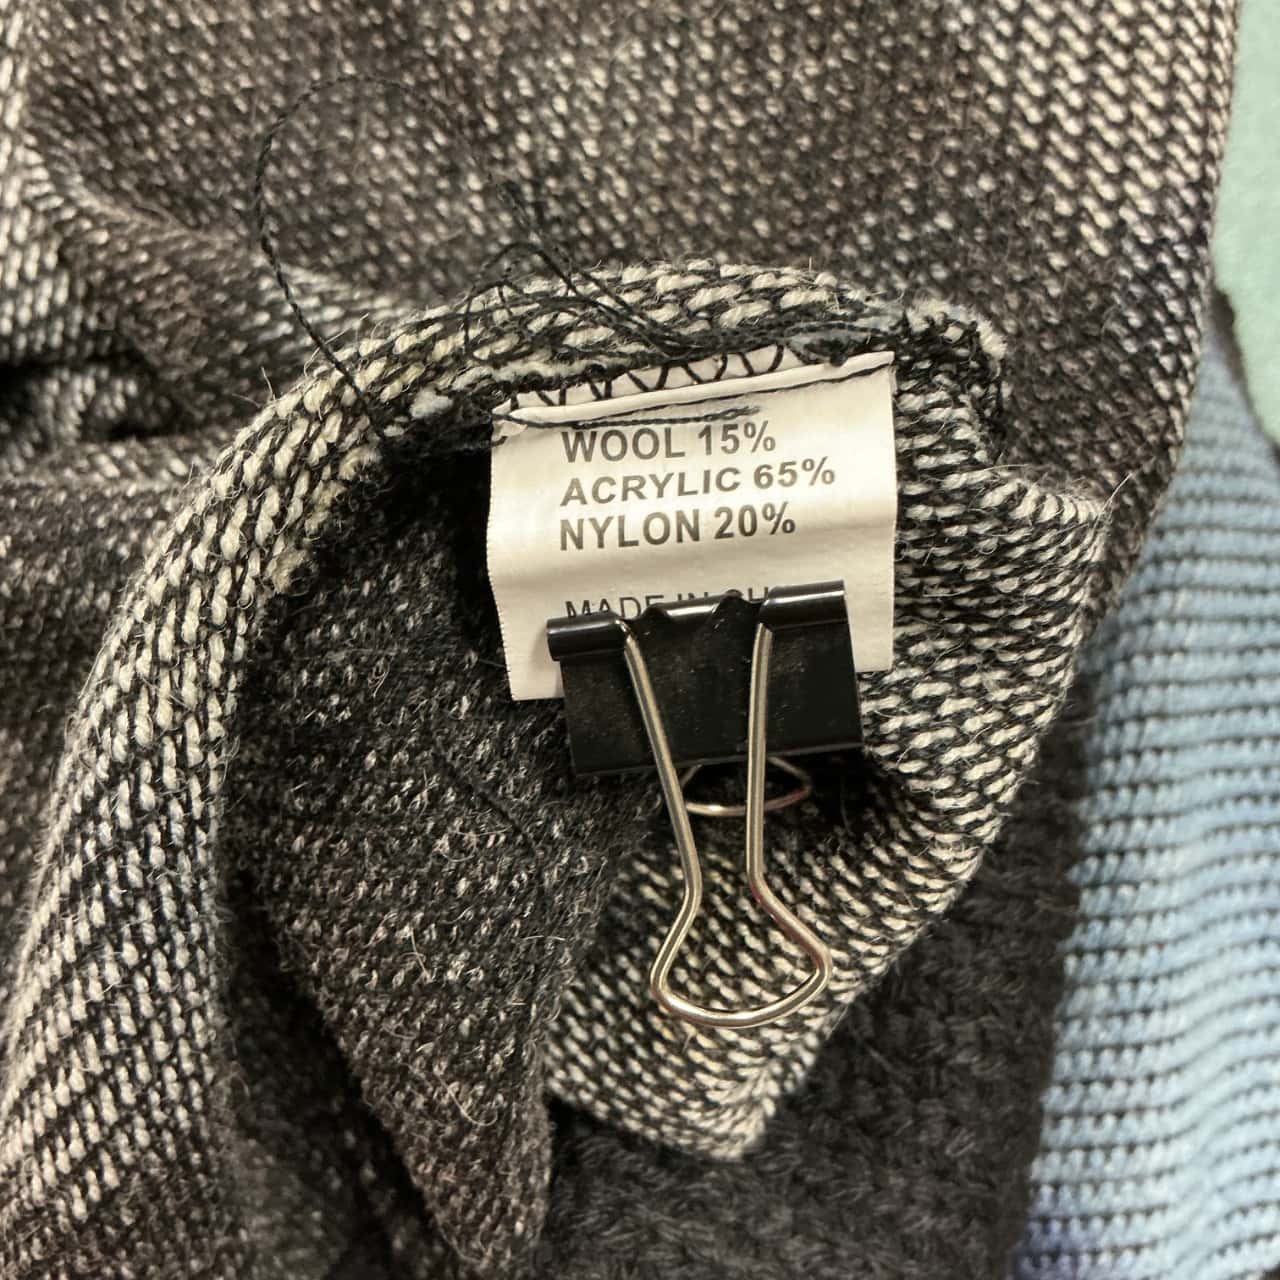 WOOL 15%
ACRYLIC 65%
NYLON 20%
MADE IN